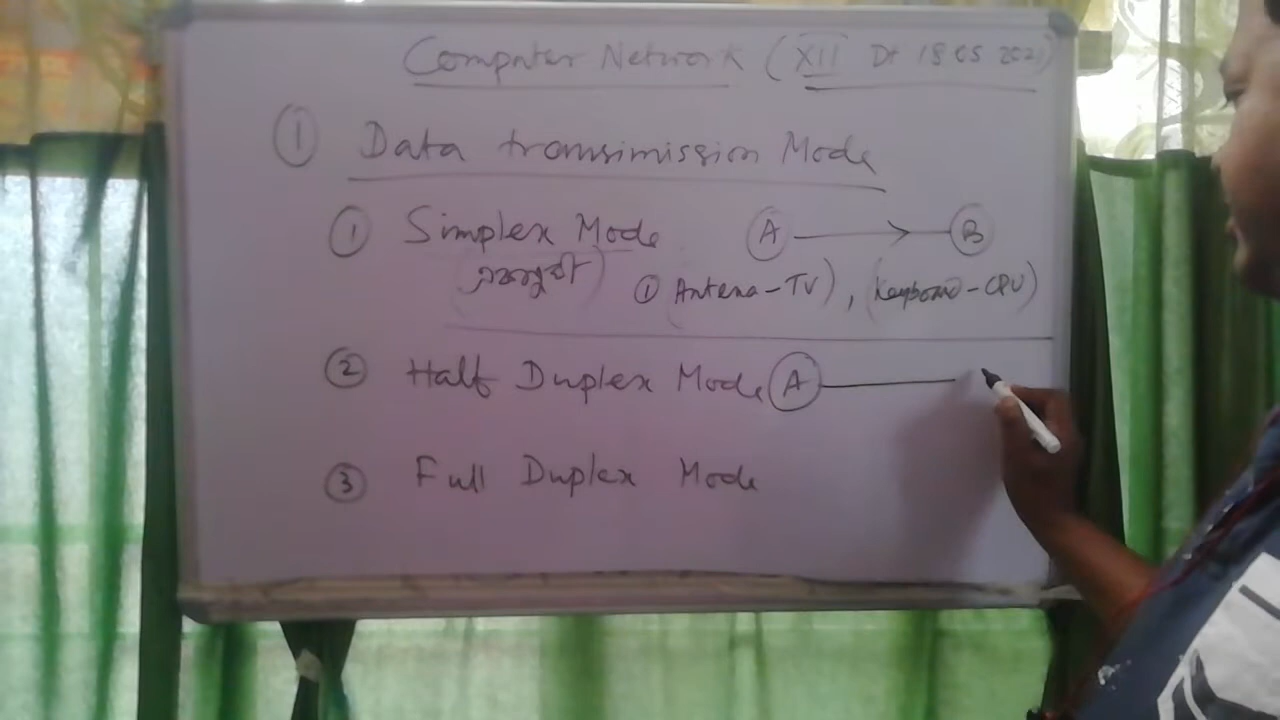 Computer Network (XII Dt 18 05 2021)
① Data transimission Mode
① Simplex Mode A B
① (Antena-TV), (Keyboard-CPU)
② Half Duplex Mode A
③ Full Duplex Mode